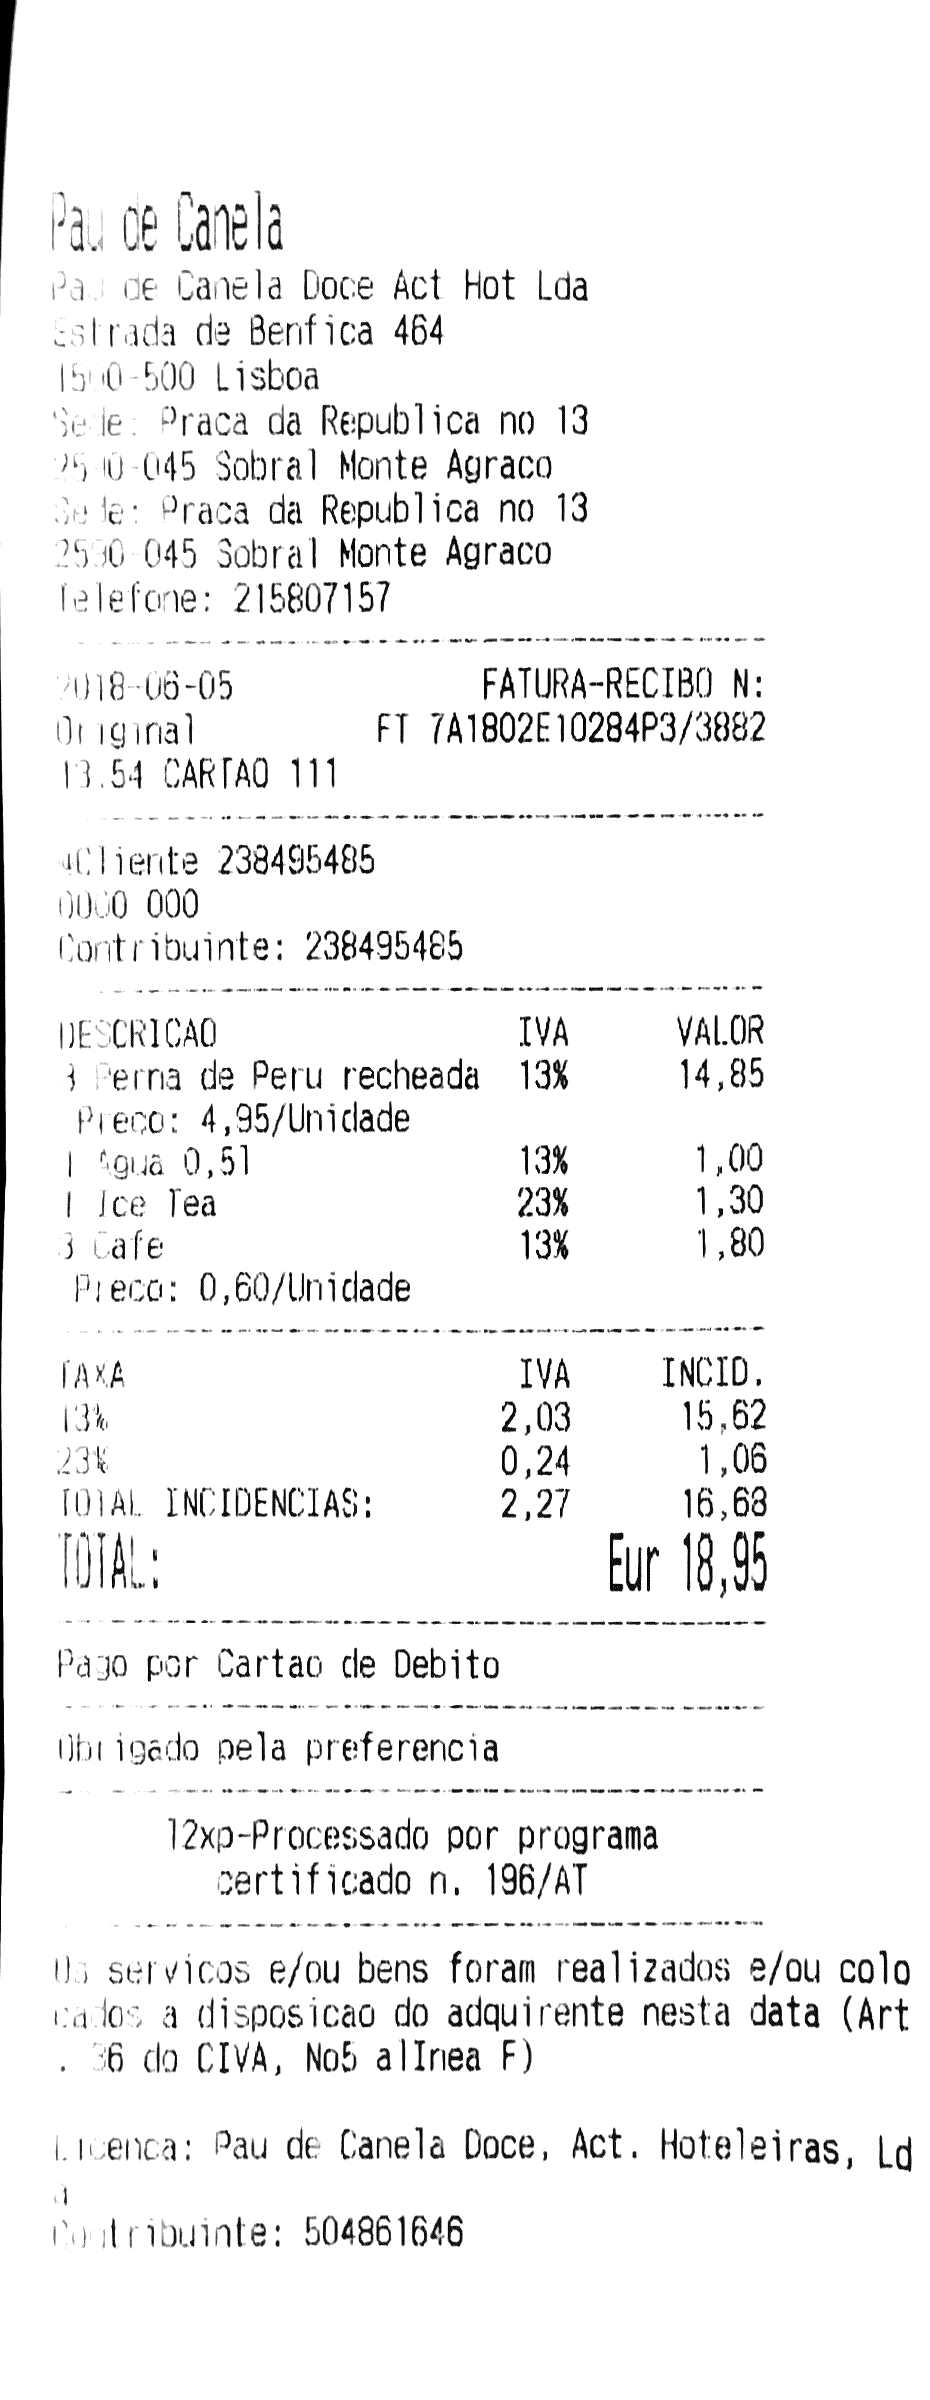 Pau de Canela
Pau de Canela Doce Act Hot Lda
Estrada de Benfica 464
1500-500 Lisboa
Sede: Praca da Republica no 13
2590-045 Sobral Monte Agraco
Sede: Praca da Republica no 13
2590-045 Sobral Monte Agraco
Telefone: 215807157
2018-06-05 FATURA-RECIBO N:
Original FT 7A1802E10284P3/3882
13.54 CARTAO 111
Cliente 238495485
0000 000
Contribuinte: 238495485
DESCRICAO IVA VALOR
3 Perna de Peru recheada 13% 14,85
Preco: 4,95/Unidade
1 Agua 0,5l 13% 1,00
1 Ice Tea 23% 1,30
3 Cafe 13% 1,80
Preco: 0,60/Unidade
TAXA IVA INCID.
13% 2,03 15,62
23% 0,24 1,06
TOTAL INCIDENCIAS: 2,27 16,68
TOTAL: Eur 18,95
Pago por Cartao de Debito
Obrigado pela preferencia
l2xp-Processado por programa
certificado n. 196/AT
Os servicos e/ou bens foram realizados e/ou colo
cados a disposicao do adquirente nesta data (Art
. 36 do CIVA, No5 alInea F)
Licenca: Pau de Canela Doce, Act. Hoteleiras, Ld
a
Contribuinte: 504861646